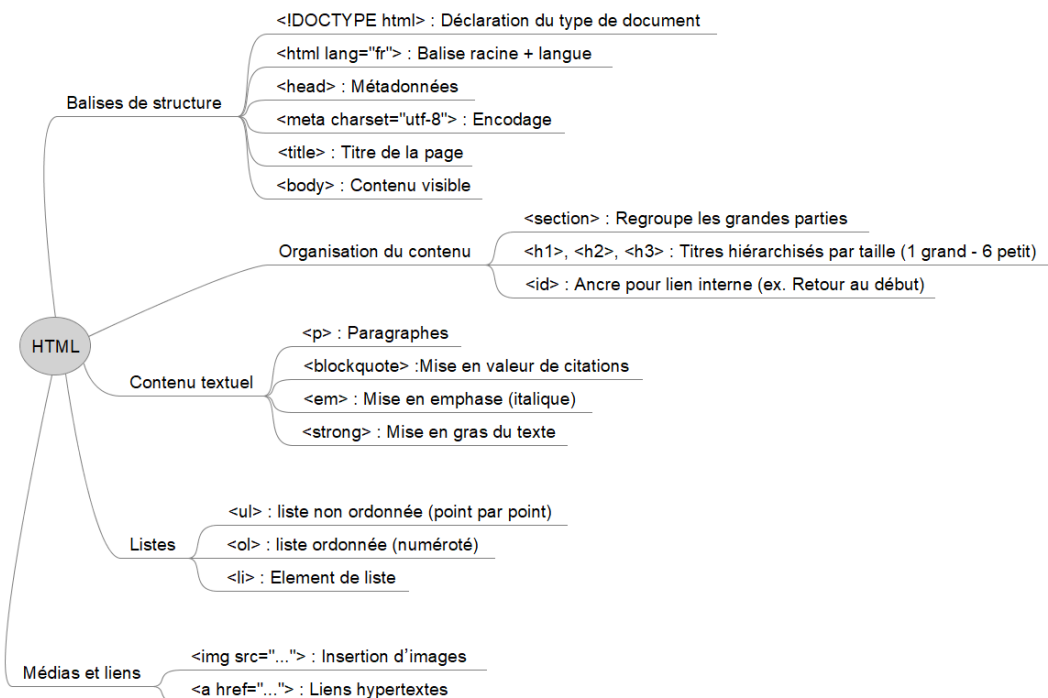 <!DOCTYPE html> : Déclaration du type de document
<html lang="fr"> : Balise racine + langue
<head> : Métadonnées
Balises de structure
<meta charset="utf-8"> : Encodage
<title> : Titre de la page
<body> : Contenu visible
<section> : Regroupe les grandes parties
Organisation du contenu
<h1>, <h2>, <h3> : Titres hiérarchisés par taille (1 grand - 6 petit)
<id> : Ancre pour lien interne (ex. Retour au début)
HTML
<p> : Paragraphes
<blockquote> :Mise en valeur de citations
Contenu textuel
<em> : Mise en emphase (italique)
<strong> : Mise en gras du texte
<ul> : liste non ordonnée (point par point)
Listes
<ol> : liste ordonnée (numéroté)
<li> : Element de liste
<img src="..."> : Insertion d’images
Médias et liens
<a href="..."> : Liens hypertextes